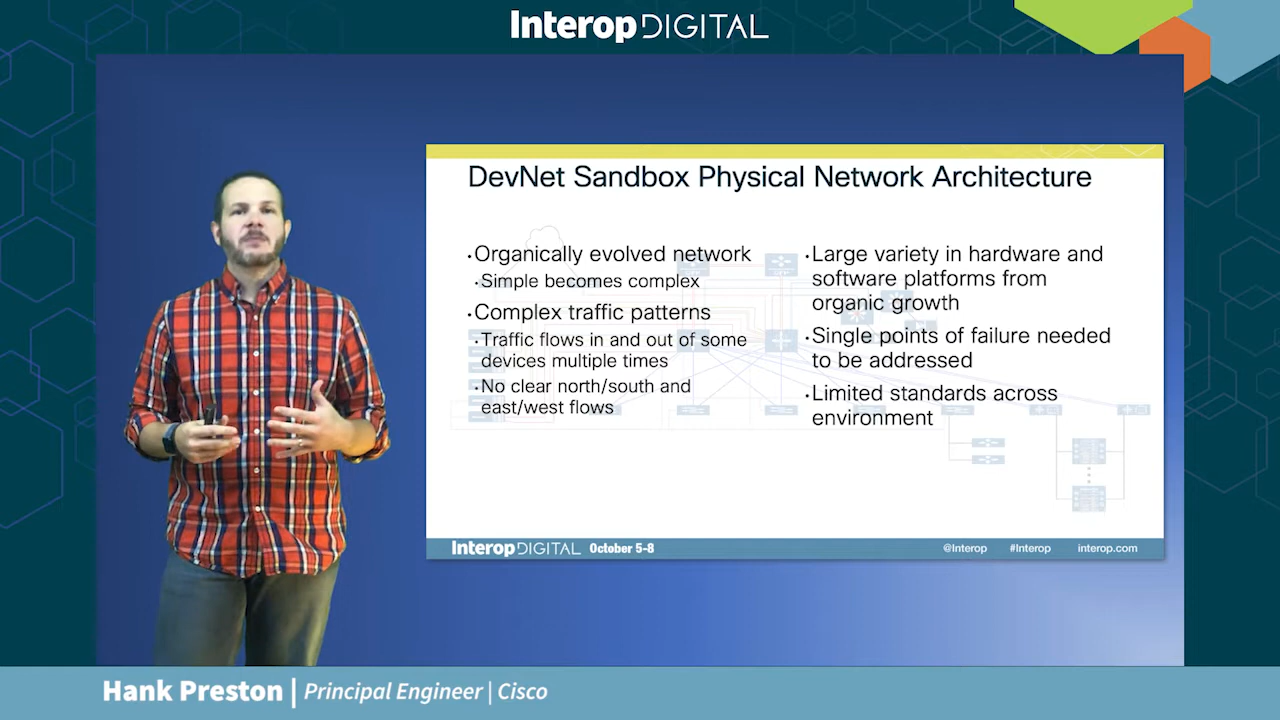 Interop DIGITAL
DevNet Sandbox Physical Network Architecture
• Organically evolved network
• Simple becomes complex
• Complex traffic patterns
• Traffic flows in and out of some
devices multiple times
• No clear north/south and
east/west flows
• Large variety in hardware and
software platforms from
organic growth
• Single points of failure needed
to be addressed
• Limited standards across
environment
Interop DIGITAL October 5-8
@Interop #Interop interop.com
Hank Preston | Principal Engineer | Cisco